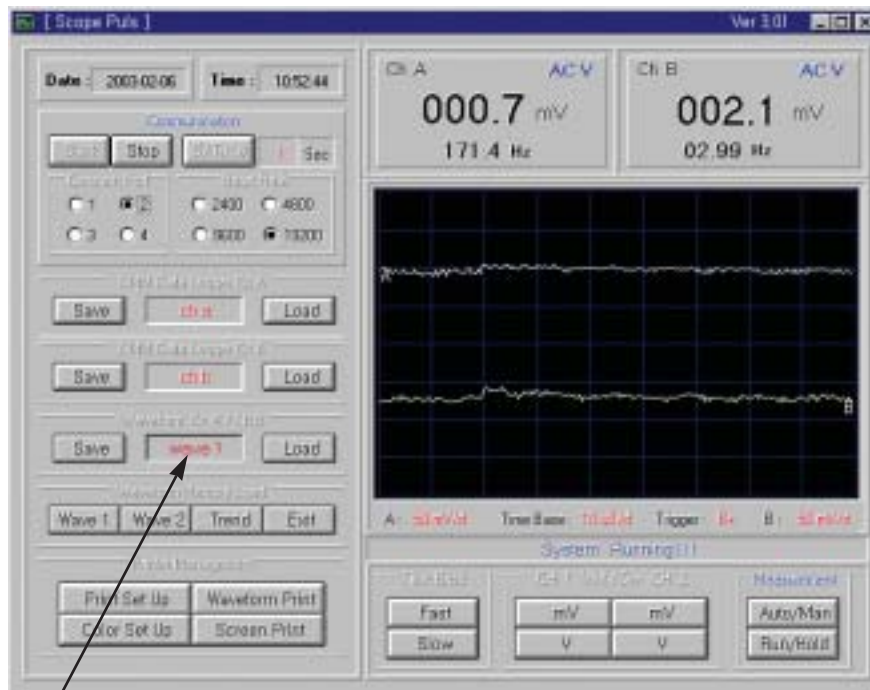 [ Scope Puls ] Ver 3.01
Date : 2003-02-06 Time : 10:52:44
Communication
Stop Sec
1 2 2400 4800
3 4 9600 19200
Save ch a Load
Save ch b Load
Save wave 1 Load
Wave 1 Wave 2 Trend Exit
Print Set Up Waveform Print
Color Set Up Screen Print
Ch A AC V
000.7 mV
171.4 Hz
Ch B AC V
002.1 mV
02.99 Hz
A
B
A : Time Base Trigger B :
System Running!!!
Measurement
Fast mV mV Auto/Man
Slow V V Run/Hold